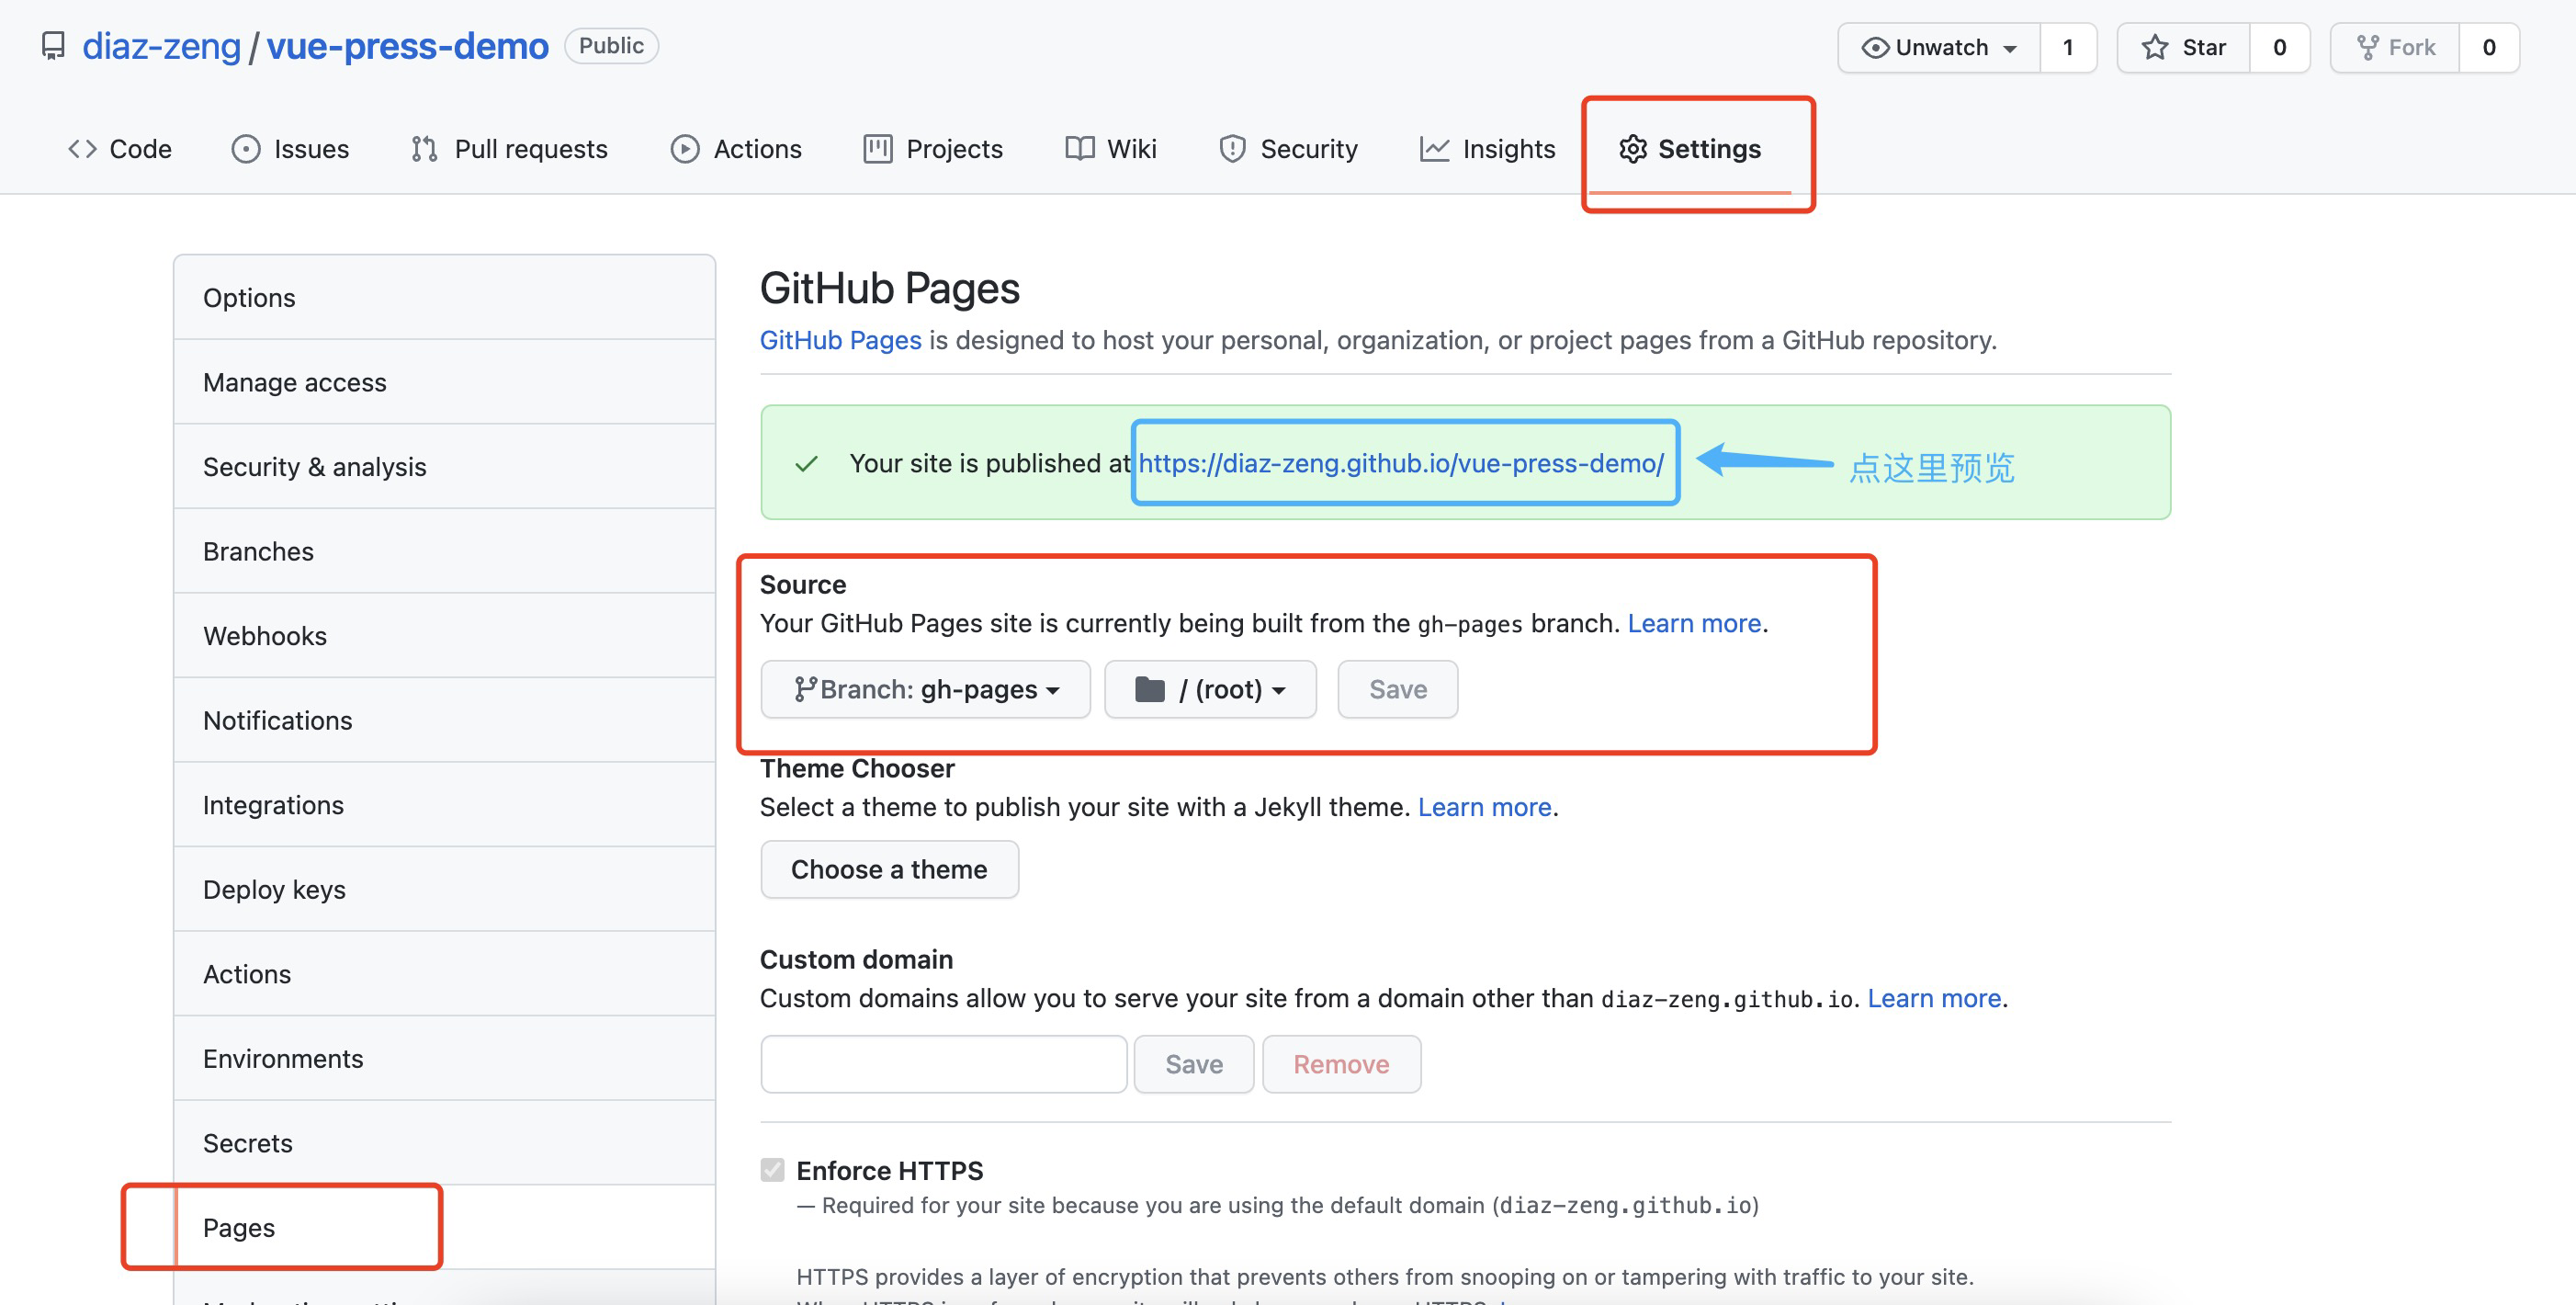 diaz-zeng / vue-press-demo Public Unwatch 1 Star 0 Fork 0
Code Issues Pull requests Actions Projects Wiki Security Insights Settings
Options
Manage access
Security & analysis
Branches
Webhooks
Notifications
Integrations
Deploy keys
Actions
Environments
Secrets
Pages
GitHub Pages
GitHub Pages is designed to host your personal, organization, or project pages from a GitHub repository.
Your site is published at https://diaz-zeng.github.io/vue-press-demo/ 点这里预览
Source
Your GitHub Pages site is currently being built from the gh-pages branch. Learn more.
Branch: gh-pages / (root) Save
Theme Chooser
Select a theme to publish your site with a Jekyll theme. Learn more.
Choose a theme
Custom domain
Custom domains allow you to serve your site from a domain other than diaz-zeng.github.io. Learn more.
Save Remove
Enforce HTTPS
— Required for your site because you are using the default domain (diaz-zeng.github.io)
HTTPS provides a layer of encryption that prevents others from snooping on or tampering with traffic to your site.